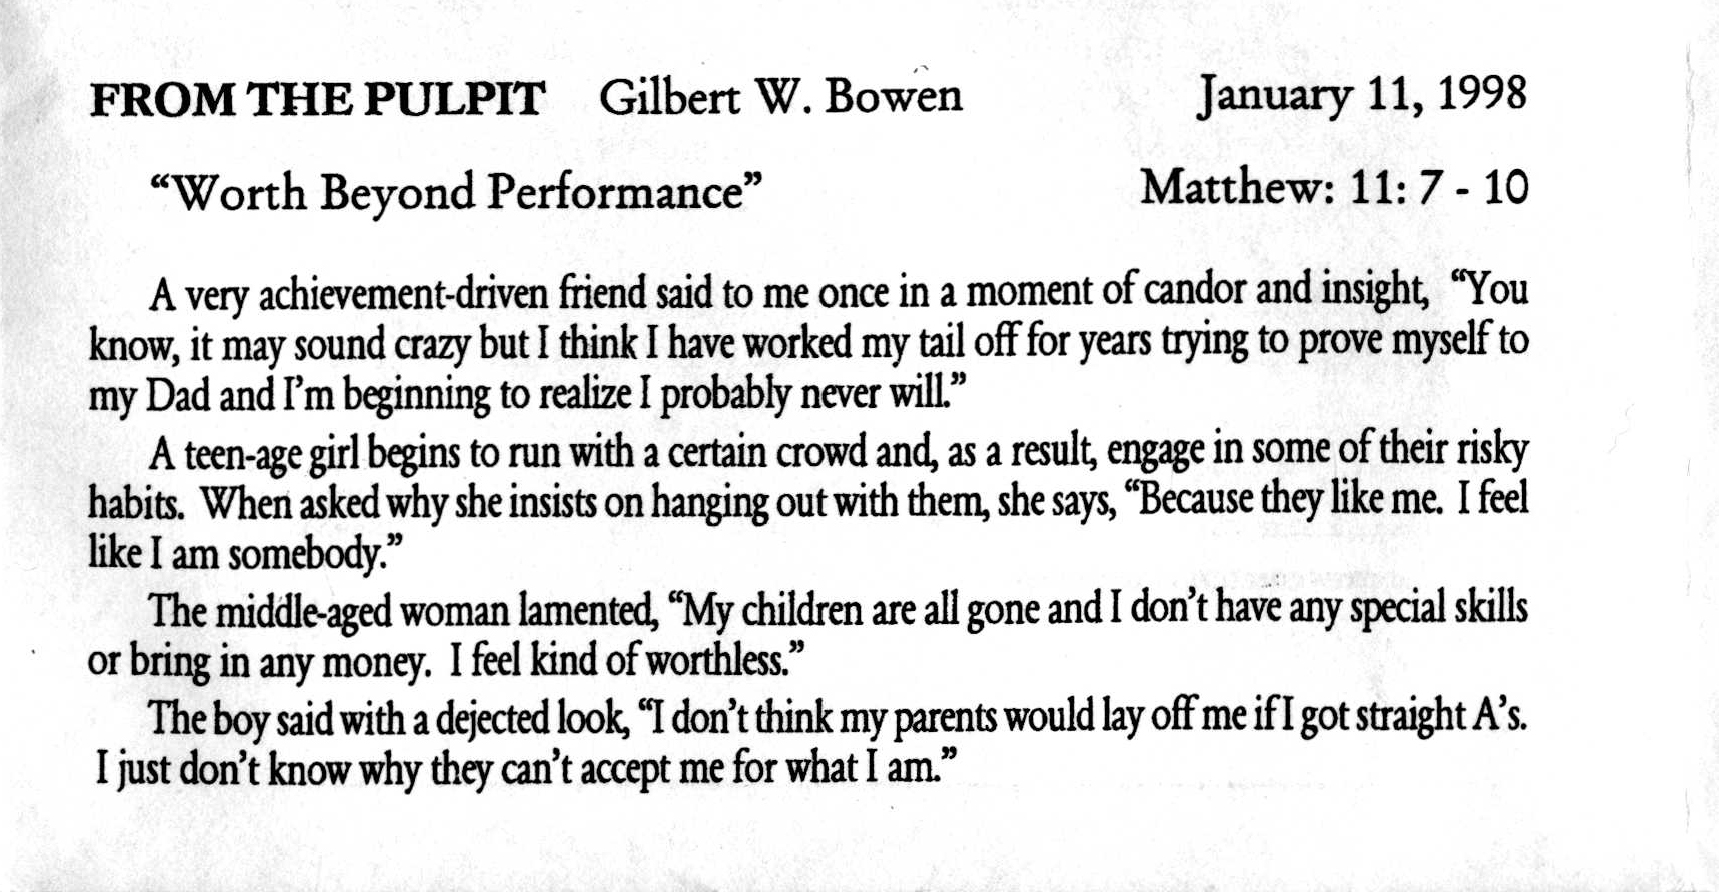 FROM THE PULPIT Gilbert W. Bowen January 11, 1998
“Worth Beyond Performance” Matthew: 11: 7 - 10
A very achievement-driven friend said to me once in a moment of candor and insight, “You
know, it may sound crazy but I think I have worked my tail off for years trying to prove myself to
my Dad and I’m beginning to realize I probably never will.”
A teen-age girl begins to run with a certain crowd and, as a result, engage in some of their risky
habits. When asked why she insists on hanging out with them, she says, “Because they like me. I feel
like I am somebody.”
The middle-aged woman lamented, “My children are all gone and I don’t have any special skills
or bring in any money. I feel kind of worthless.”
The boy said with a dejected look, “I don’t think my parents would lay off me if I got straight A’s.
I just don’t know why they can’t accept me for what I am.”